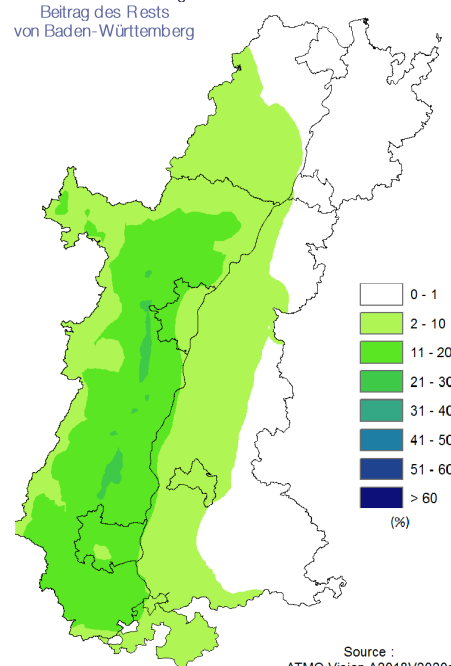 Beitrag des Rests
von Baden-Württemberg
0 - 1
2 - 10
11 - 20
21 - 30
31 - 40
41 - 50
51 - 60
> 60
(%)
Source :